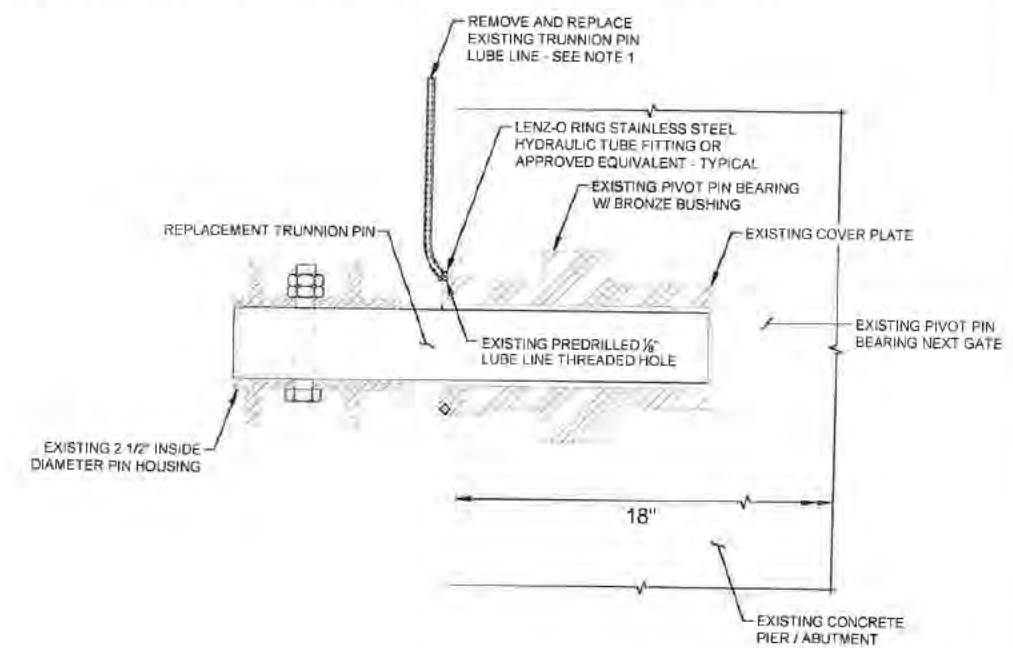 REMOVE AND REPLACE
EXISTING TRUNNION PIN
LUBE LINE - SEE NOTE 1
LENZ-O RING STAINLESS STEEL
HYDRAULIC TUBE FITTING OR
APPROVED EQUIVALENT - TYPICAL
EXISTING PIVOT PIN BEARING
W/ BRONZE BUSHING
REPLACEMENT TRUNNION PIN
EXISTING COVER PLATE
EXISTING PIVOT PIN
BEARING NEXT GATE
EXISTING PREDRILLED ⅛"
LUBE LINE THREADED HOLE
EXISTING 2 1/2" INSIDE
DIAMETER PIN HOUSING
18"
EXISTING CONCRETE
PIER / ABUTMENT